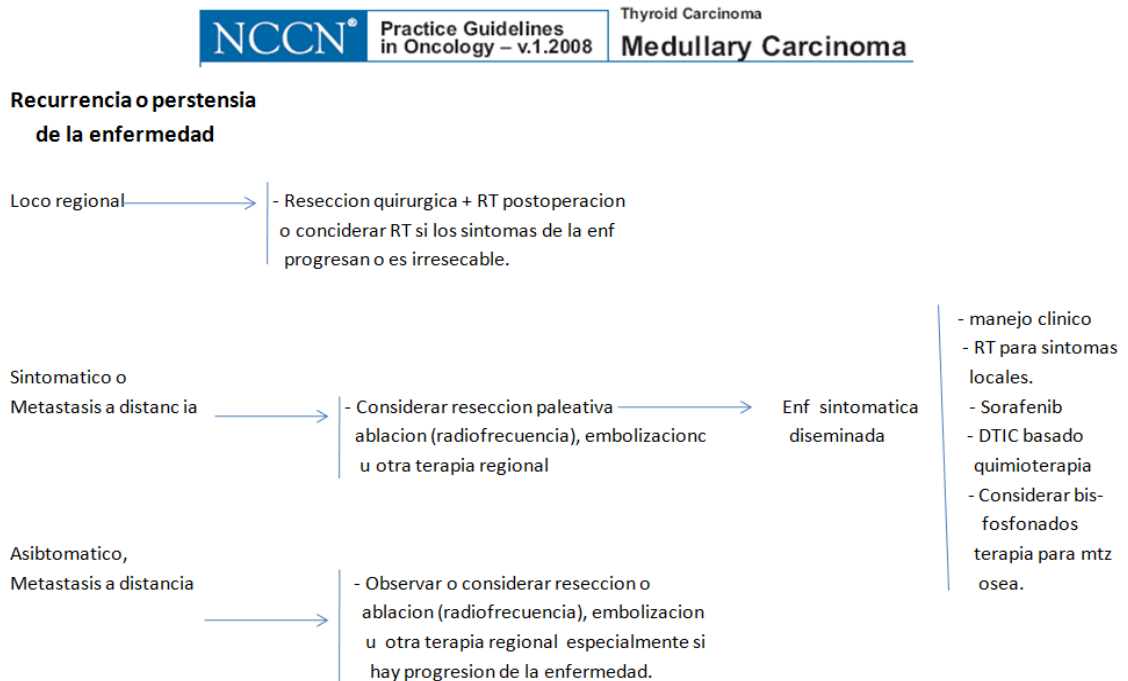 NCCN®
Practice Guidelines
in Oncology – v.1.2008
Thyroid Carcinoma
Medullary Carcinoma
Recurrencia o perstensia
de la enfermedad
Loco regional
- Reseccion quirurgica + RT postoperacion
o conciderar RT si los sintomas de la enf
progresan o es irresecable.
Sintomatico o
Metastasis a distanc ia
- Considerar reseccion paleativa
ablacion (radiofrecuencia), embolizacionc
u otra terapia regional
Enf sintomatica
diseminada
- manejo clinico
- RT para sintomas
locales.
- Sorafenib
- DTIC basado
quimioterapia
- Considerar bis-
fosfonados
terapia para mtz
osea.
Asibtomatico,
Metastasis a distancia
- Observar o considerar reseccion o
ablacion (radiofrecuencia), embolizacion
u otra terapia regional especialmente si
hay progresion de la enfermedad.